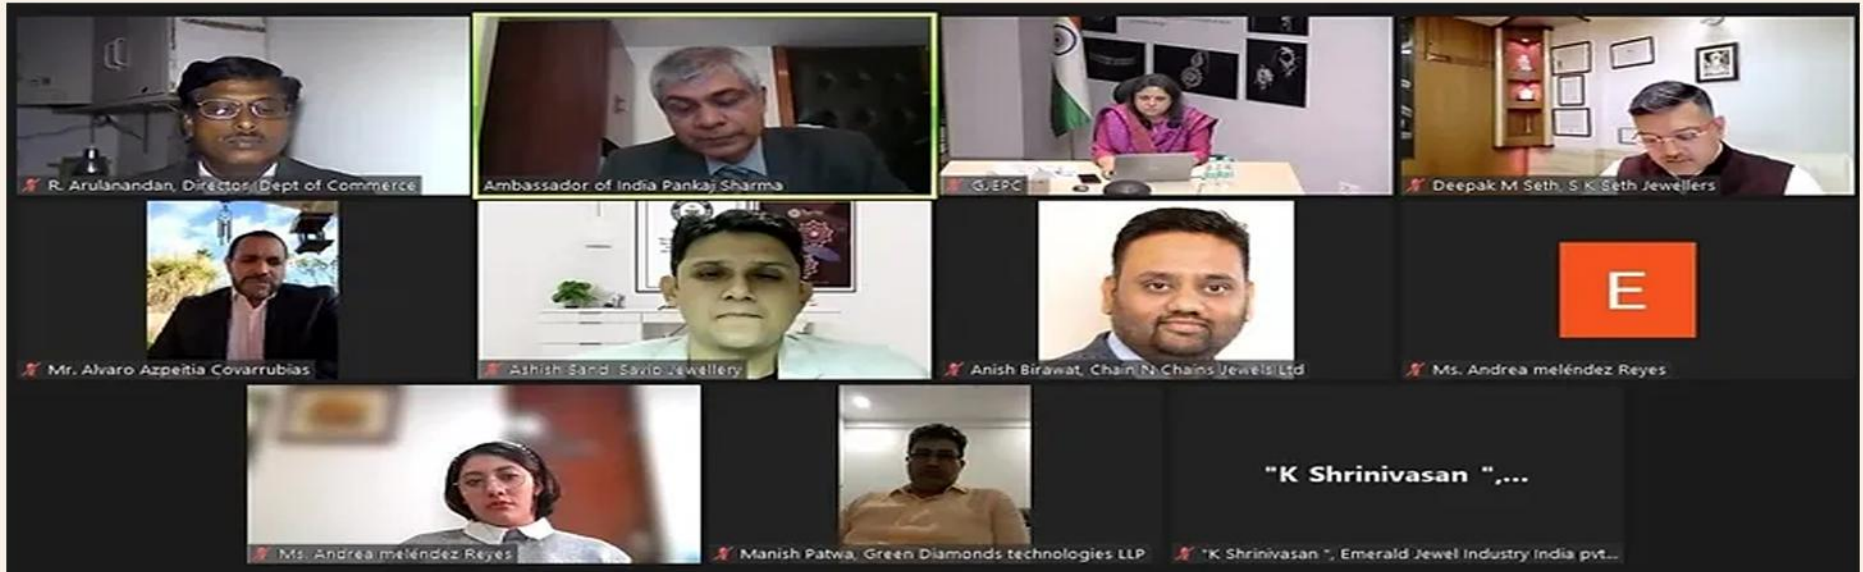 R. Arulanandan, Director, Dept of Commerce
Ambassador of India Pankaj Sharma
GJEPC
Deepak M Seth, S K Seth Jewellers
Mr. Alvaro Azpeitia Covarrubias
Ashish Sand Savio Jewellery
Anish Birawat, Chain N Chains Jewels Ltd
E
Ms. Andrea meléndez Reyes
Ms. Andrea meléndez Reyes
Manish Patwa, Green Diamonds technologies LLP
"K Shrinivasan ",...
"K Shrinivasan ", Emerald Jewel Industry India pvt...